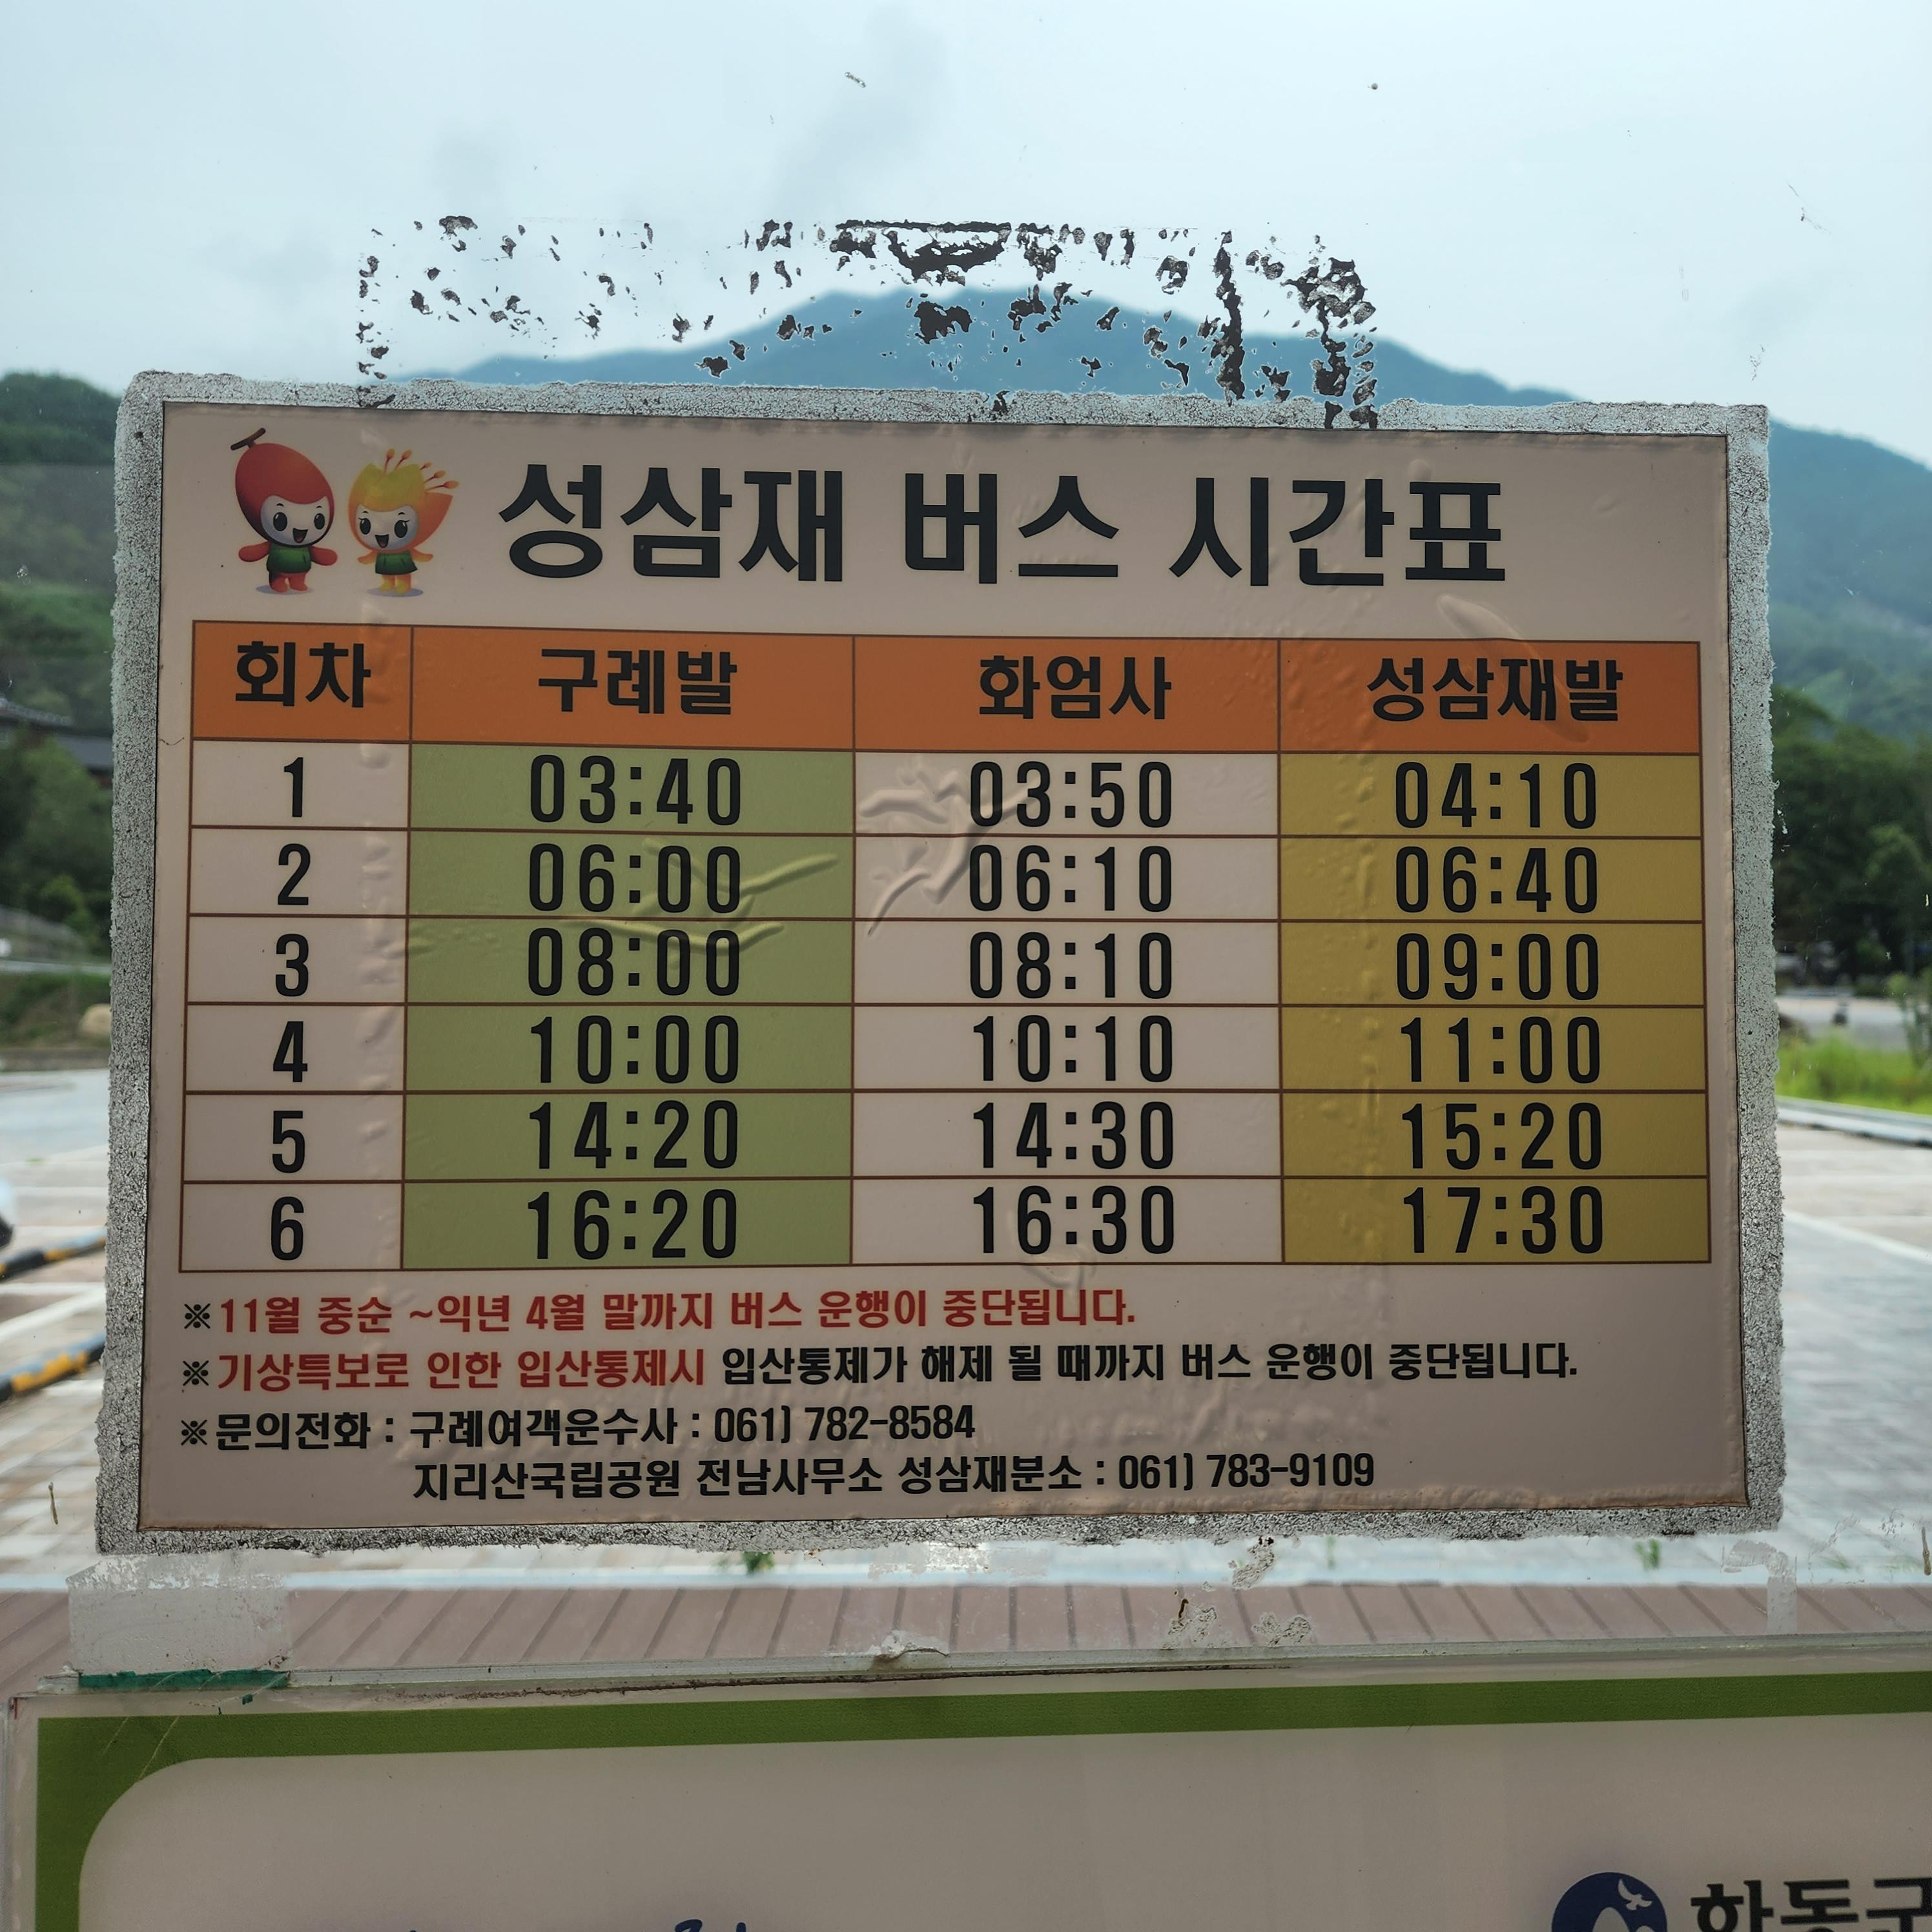 성삼재 버스 시간표
회차 구례발 화엄사 성삼재발
1 03:40 03:50 04:10
2 06:00 06:10 06:40
3 08:00 08:10 09:00
4 10:00 10:10 11:00
5 14:20 14:30 15:20
6 16:20 16:30 17:30
※11월 중순 ~익년 4월 말까지 버스 운행이 중단됩니다.
※기상특보로 인한 입산통제시 입산통제가 해제 될 때까지 버스 운행이 중단됩니다.
※문의전화 : 구례여객운수사 : 061) 782-8584
지리산국립공원 전남사무소 성삼재분소 : 061) 783-9109